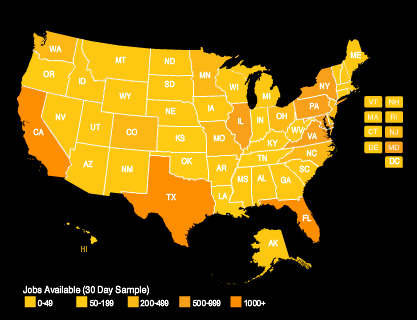 WA
MT
ND
MN
ME
OR
ID
SD
WI
MI
NY
WY
NE
IA
PA
NV
UT
CO
IL
IN
OH
CA
KS
MO
WV
VA
KY
AZ
NM
OK
AR
TN
NC
TX
MS
AL
GA
SC
LA
FL
HI
AK
VT NH
MA RI
CT NJ
DE MD
DC
Jobs Available (30 Day Sample)
0-49 50-199 200-499 500-999 1000+